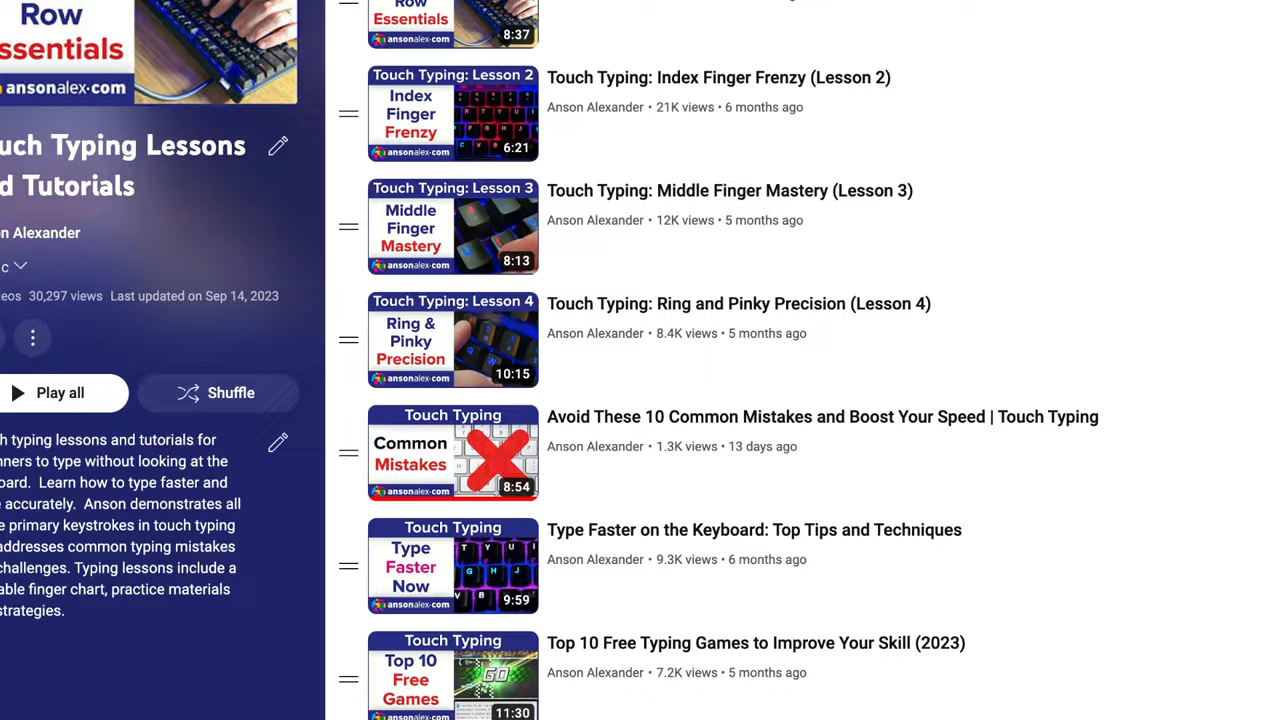 Row
ssentials
ansonalex.com
uch Typing Lessons
d Tutorials
n Alexander
c
eos 30,297 views Last updated on Sep 14, 2023
Play all
Shuffle
h typing lessons and tutorials for
nners to type without looking at the
oard. Learn how to type faster and
e accurately. Anson demonstrates all
e primary keystrokes in touch typing
addresses common typing mistakes
challenges. Typing lessons include a
able finger chart, practice materials
strategies.
Row
Essentials
ansonalex.com
8:37
Touch Typing: Lesson 2
Index
Finger
Frenzy
ansonalex.com
6:21
Touch Typing: Index Finger Frenzy (Lesson 2)
Anson Alexander • 21K views • 6 months ago
Touch Typing: Lesson 3
Middle
Finger
Mastery
ansonalex.com
8:13
Touch Typing: Middle Finger Mastery (Lesson 3)
Anson Alexander • 12K views • 5 months ago
Touch Typing: Lesson 4
Ring &
Pinky
Precision
ansonalex.com
10:15
Touch Typing: Ring and Pinky Precision (Lesson 4)
Anson Alexander • 8.4K views • 5 months ago
Touch Typing
Common
Mistakes
ansonalex.com
8:54
Avoid These 10 Common Mistakes and Boost Your Speed | Touch Typing
Anson Alexander • 1.3K views • 13 days ago
Touch Typing
Type
Faster
Now
ansonalex.com
T Y U I
G H J
V B
9:59
Type Faster on the Keyboard: Top Tips and Techniques
Anson Alexander • 9.3K views • 6 months ago
Touch Typing
Top 10
Free
Games
ansonalex.com
GO
11:30
Top 10 Free Typing Games to Improve Your Skill (2023)
Anson Alexander • 7.2K views • 5 months ago